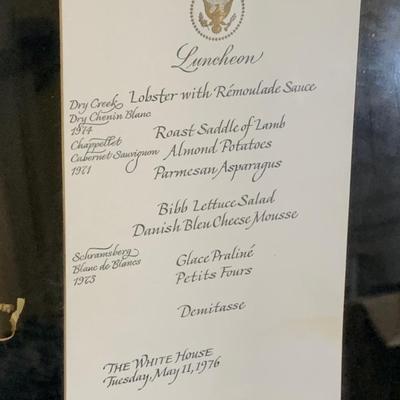 Luncheon
Dry Creek
Dry Chenin Blanc
1974
Lobster with Rémoulade Sauce
Chappellet
Cabernet Sauvignon
1971
Roast Saddle of Lamb
Almond Potatoes
Parmesan Asparagus
Bibb Lettuce Salad
Danish Bleu Cheese Mousse
Schramsberg
Blanc de Blancs
1973
Glace Praliné
Petits Fours
Demitasse
THE WHITE HOUSE
Tuesday, May 11, 1976